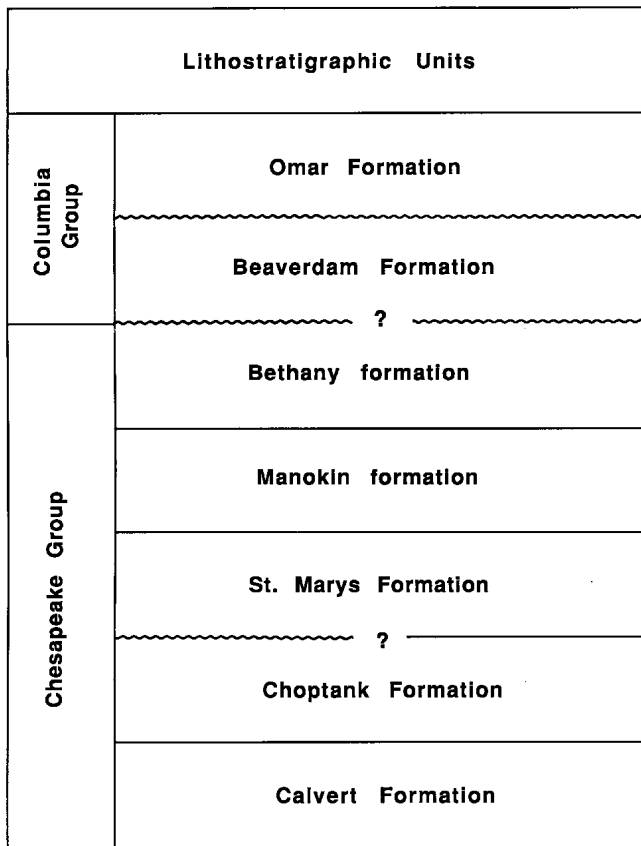 Lithostratigraphic Units
Columbia
Group
Omar Formation
Beaverdam Formation
?
Chesapeake Group
Bethany formation
Manokin formation
St. Marys Formation
?
Choptank Formation
Calvert Formation